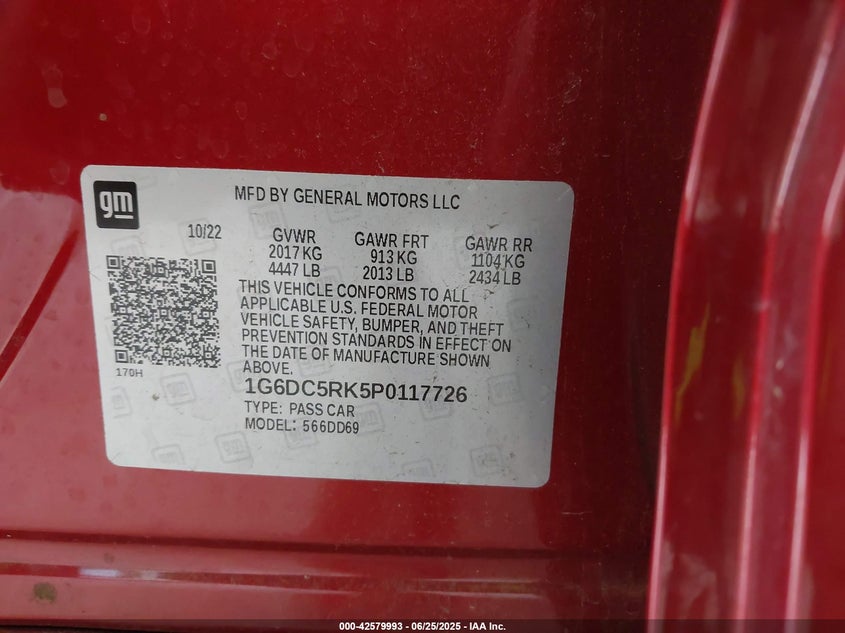 gm
MFD BY GENERAL MOTORS LLC
10/22 GVWR GAWR FRT GAWR RR
2017 KG 913 KG 1104 KG
4447 LB 2013 LB 2434 LB
THIS VEHICLE CONFORMS TO ALL
APPLICABLE U.S. FEDERAL MOTOR
VEHICLE SAFETY, BUMPER, AND THEFT
PREVENTION STANDARDS IN EFFECT ON
THE DATE OF MANUFACTURE SHOWN
ABOVE.
170H
1G6DC5RK5P0117726
TYPE: PASS CAR
MODEL: 566DD69
000-42579993 - 06/25/2025 - IAA Inc.